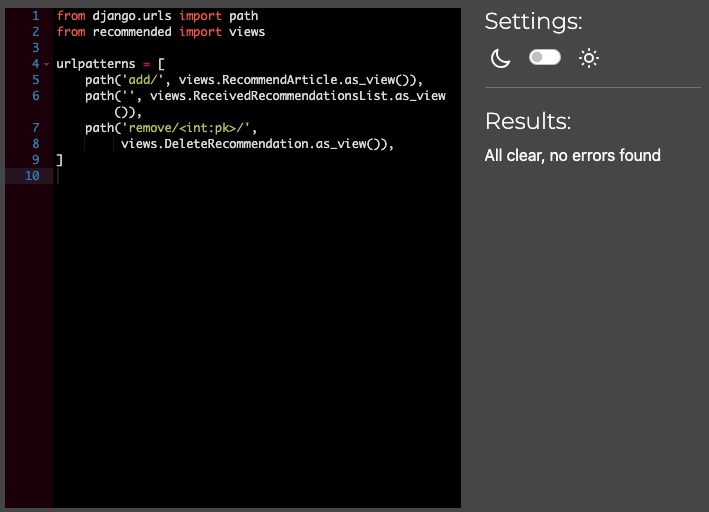 1 from django.urls import path
2 from recommended import views
3
4 urlpatterns = [
5     path('add/', views.RecommendArticle.as_view()),
6     path('', views.ReceivedRecommendationsList.as_view
        ()),
7     path('remove/<int:pk>/',
8          views.DeleteRecommendation.as_view()),
9 ]
10
Settings:
Results:
All clear, no errors found